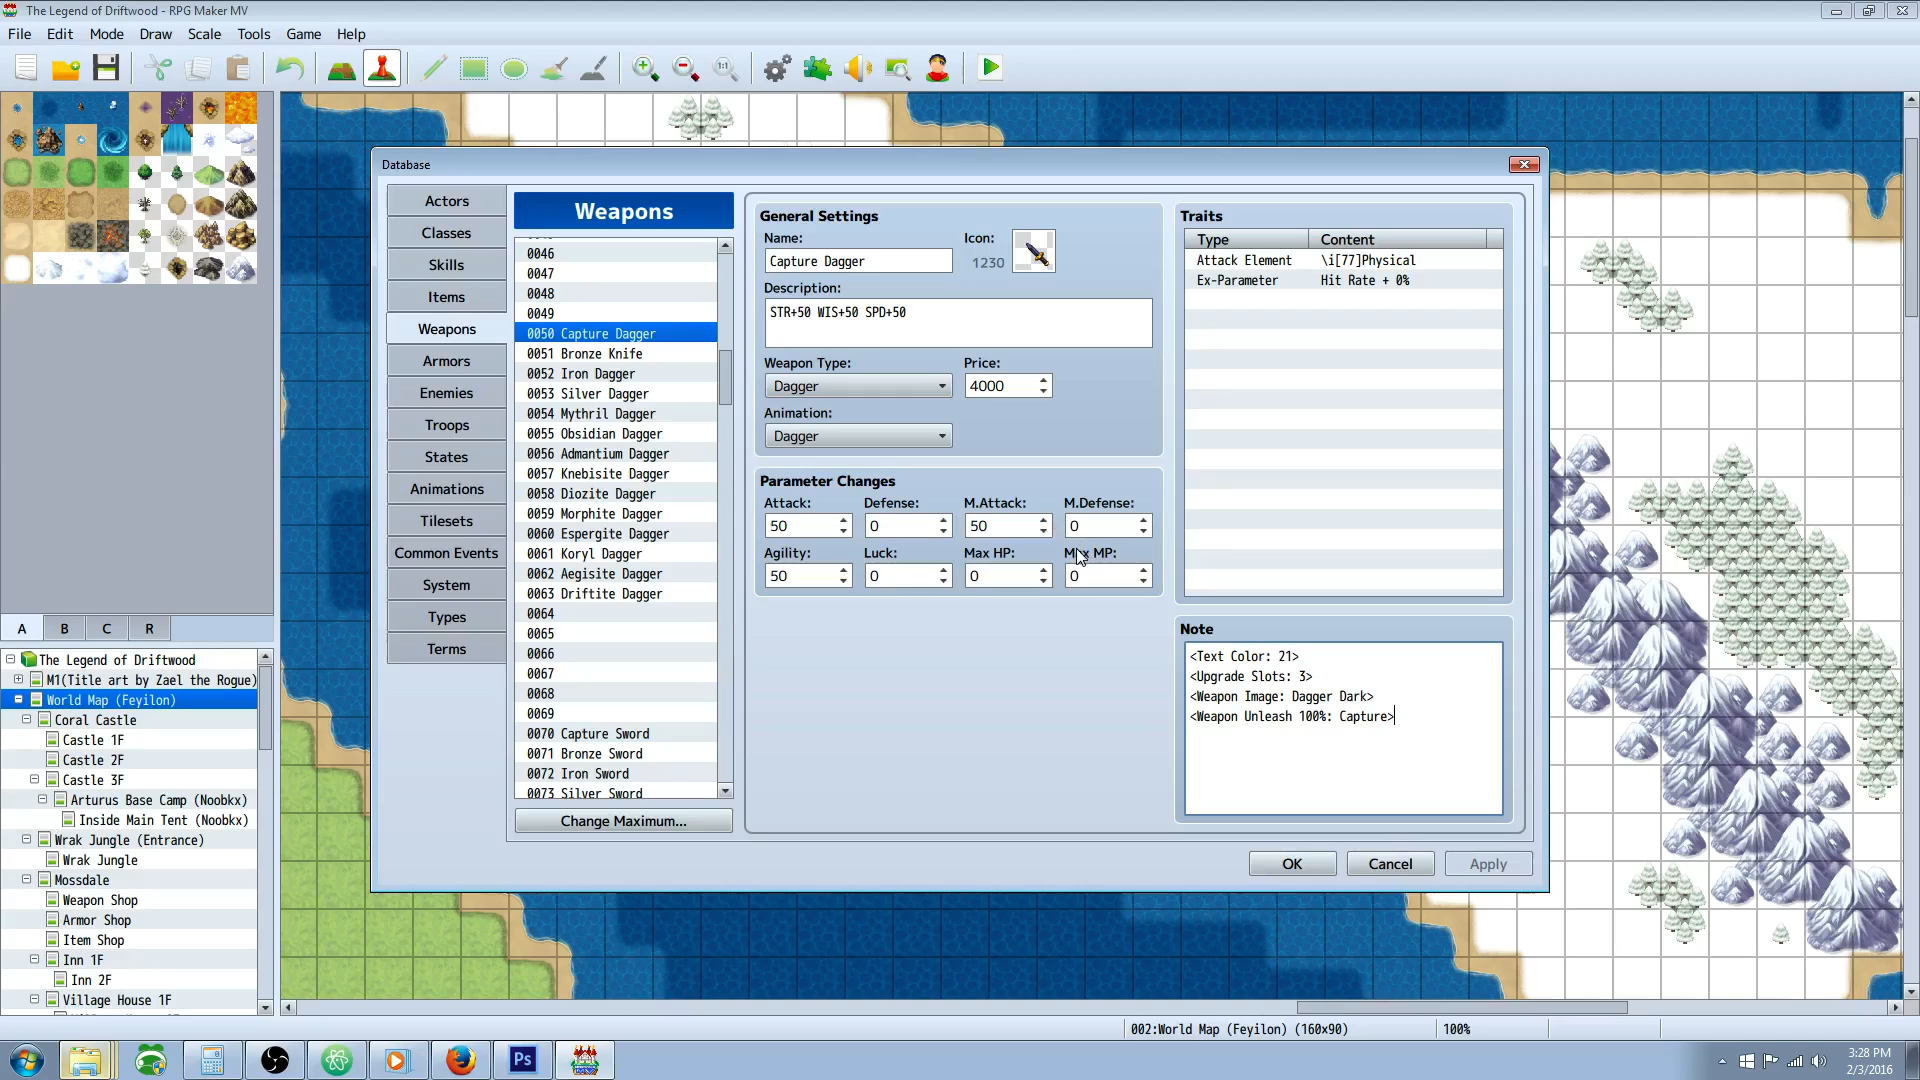 The Legend of Driftwood - RPG Maker MV
File Edit Mode Draw Scale Tools Game Help
1:1
Database
Actors
Classes
Skills
Items
Weapons
Armors
Enemies
Troops
States
Animations
Tilesets
Common Events
System
Types
Terms
Weapons
0046
0047
0048
0049
0050 Capture Dagger
0051 Bronze Knife
0052 Iron Dagger
0053 Silver Dagger
0054 Mythril Dagger
0055 Obsidian Dagger
0056 Admantium Dagger
0057 Knebisite Dagger
0058 Diozite Dagger
0059 Morphite Dagger
0060 Espergite Dagger
0061 Koryl Dagger
0062 Aegisite Dagger
0063 Driftite Dagger
0064
0065
0066
0067
0068
0069
0070 Capture Sword
0071 Bronze Sword
0072 Iron Sword
0073 Silver Sword
Change Maximum...
General Settings
Name: Icon:
Capture Dagger 1230
Description:
STR+50 WIS+50 SPD+50
Weapon Type: Price:
Dagger 4000
Animation:
Dagger
Parameter Changes
Attack: Defense: M.Attack: M.Defense:
50 0 50 0
Agility: Luck: Max HP: Max MP:
50 0 0 0
Traits
Type Content
Attack Element \i[77]Physical
Ex-Parameter Hit Rate + 0%
Note
<Text Color: 21>
<Upgrade Slots: 3>
<Weapon Image: Dagger Dark>
<Weapon Unleash 100%: Capture>
OK Cancel Apply
A B C R
The Legend of Driftwood
M1(Title art by Zael the Rogue)
World Map (Feyilon)
Coral Castle
Castle 1F
Castle 2F
Castle 3F
Arturus Base Camp (Noobkx)
Inside Main Tent (Noobkx)
Wrak Jungle (Entrance)
Wrak Jungle
Mossdale
Weapon Shop
Armor Shop
Item Shop
Inn 1F
Inn 2F
Village House 1F
002:World Map (Feyilon) (160x90) 100%
Ps
3:28 PM
2/3/2016